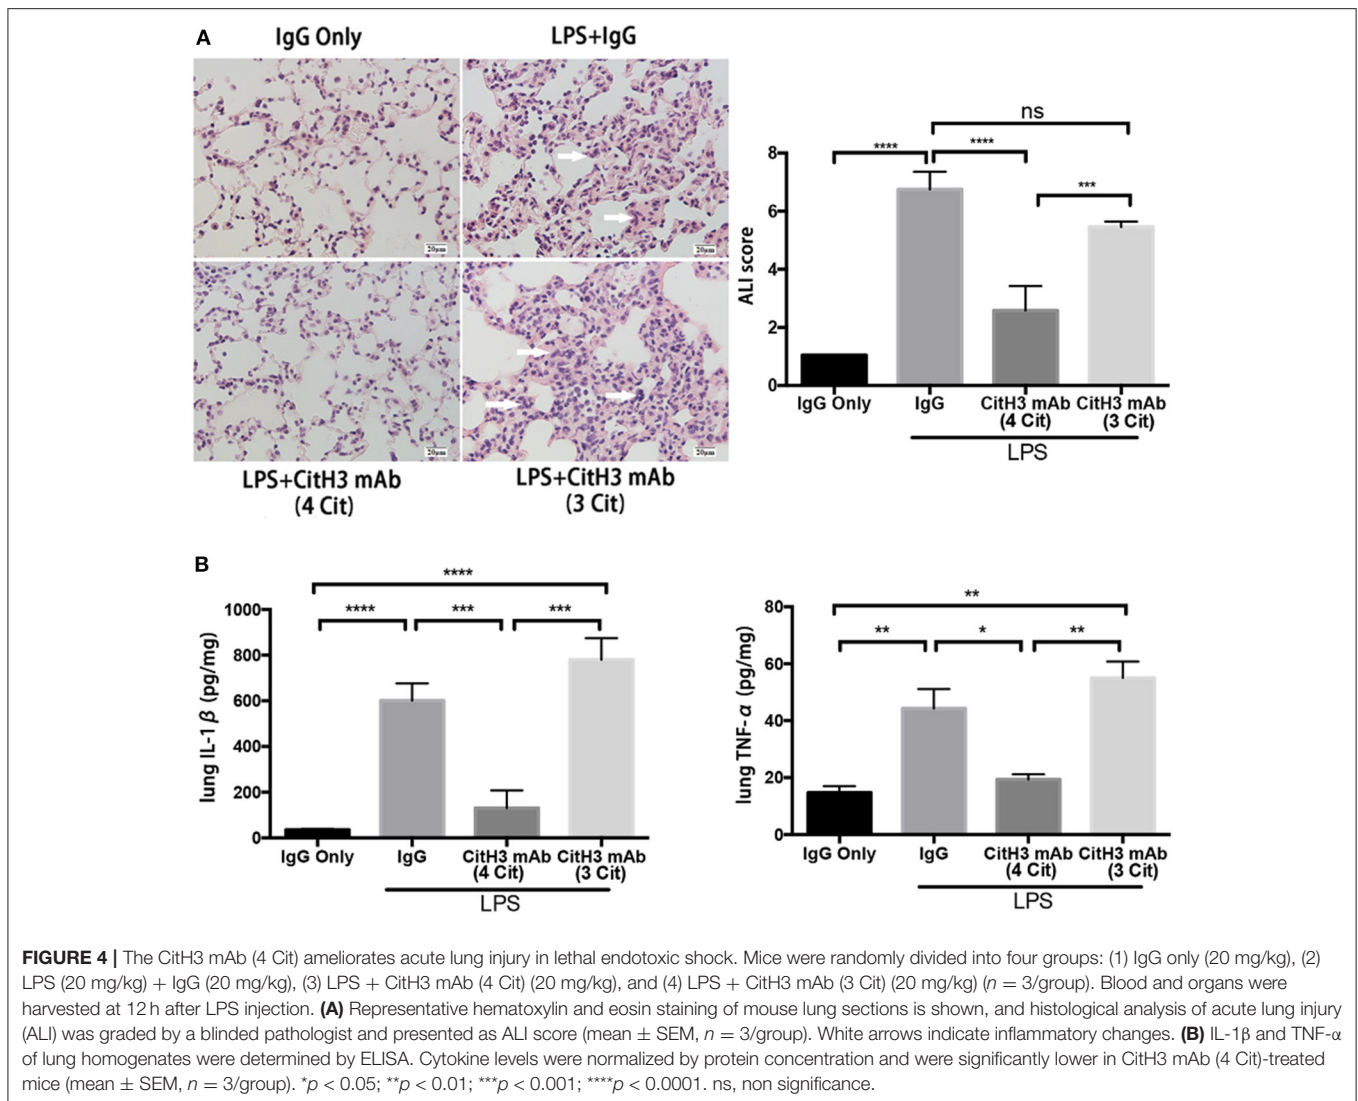 A
IgG Only
LPS+IgG
20μm
20μm
20μm
20μm
LPS+CitH3 mAb
(4 Cit)
LPS+CitH3 mAb
(3 Cit)
ns
****
****
***
8
6
4
2
0
ALI score
IgG Only
IgG
CitH3 mAb
(4 Cit)
CitH3 mAb
(3 Cit)
LPS
B
****
****
***
***
1000
800
600
400
200
0
lung IL-1 β (pg/mg)
IgG Only
IgG
CitH3 mAb
(4 Cit)
CitH3 mAb
(3 Cit)
LPS
**
**
*
**
80
60
40
20
0
lung TNF-α (pg/mg)
IgG Only
IgG
CitH3 mAb
(4 Cit)
CitH3 mAb
(3 Cit)
LPS
FIGURE 4 | The CitH3 mAb (4 Cit) ameliorates acute lung injury in lethal endotoxic shock. Mice were randomly divided into four groups: (1) IgG only (20 mg/kg), (2)
LPS (20 mg/kg) + IgG (20 mg/kg), (3) LPS + CitH3 mAb (4 Cit) (20 mg/kg), and (4) LPS + CitH3 mAb (3 Cit) (20 mg/kg) (n = 3/group). Blood and organs were
harvested at 12 h after LPS injection. (A) Representative hematoxylin and eosin staining of mouse lung sections is shown, and histological analysis of acute lung injury
(ALI) was graded by a blinded pathologist and presented as ALI score (mean ± SEM, n = 3/group). White arrows indicate inflammatory changes. (B) IL-1β and TNF-α
of lung homogenates were determined by ELISA. Cytokine levels were normalized by protein concentration and were significantly lower in CitH3 mAb (4 Cit)-treated
mice (mean ± SEM, n = 3/group). *p < 0.05; **p < 0.01; ***p < 0.001; ****p < 0.0001. ns, non significance.